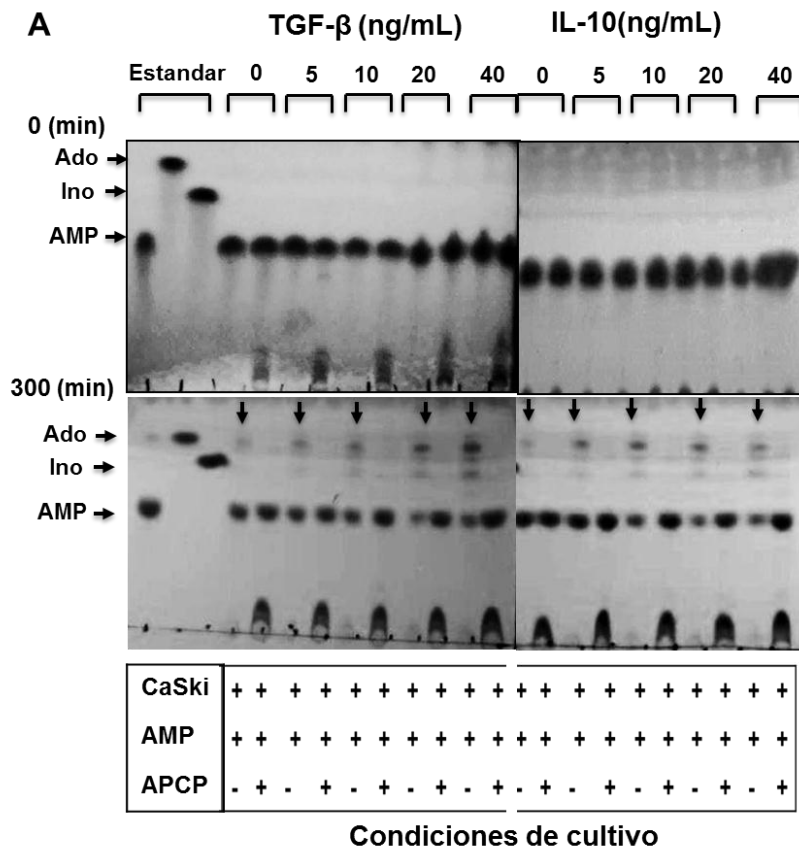 A
TGF-β (ng/mL) IL-10(ng/mL)
Estandar 0 5 10 20 40 0 5 10 20 40
0 (min)
Ado
Ino
AMP
300 (min)
Ado
Ino
AMP
CaSki + + + + + + + + + + + + + + + + + + + +
AMP + + + + + + + + + + + + + + + + + + + +
APCP - + - + - + - + - + - + - + - + - + - +
Condiciones de cultivo